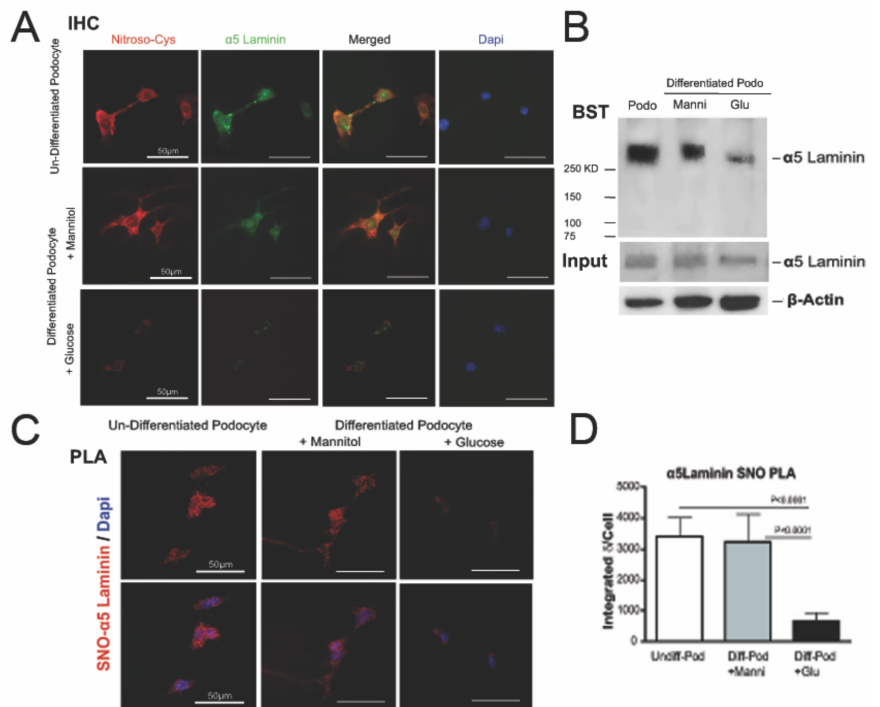 A
IHC
Nitroso-Cys α5 Laminin Merged Dapi
Un-Differentiated Podocyte
50µm
Differentiated Podocyte
+ Mannitol
50µm
+ Glucose
50µm
B
Differentiated Podo
BST Podo Manni Glu
α5 Laminin
250 KD
150
100
75
Input α5 Laminin
β-Actin
C
Un-Differentiated Podocyte Differentiated Podocyte
+ Mannitol + Glucose
PLA
SNO-α5 Laminin / Dapi
50µm
50µm
D
α5Laminin SNO PLA
Integrated /Cell
5000
4000
3000
2000
1000
0
P<0.0001
P<0.0001
Undiff-Pod Diff-Pod Diff-Pod
+Manni +Glu